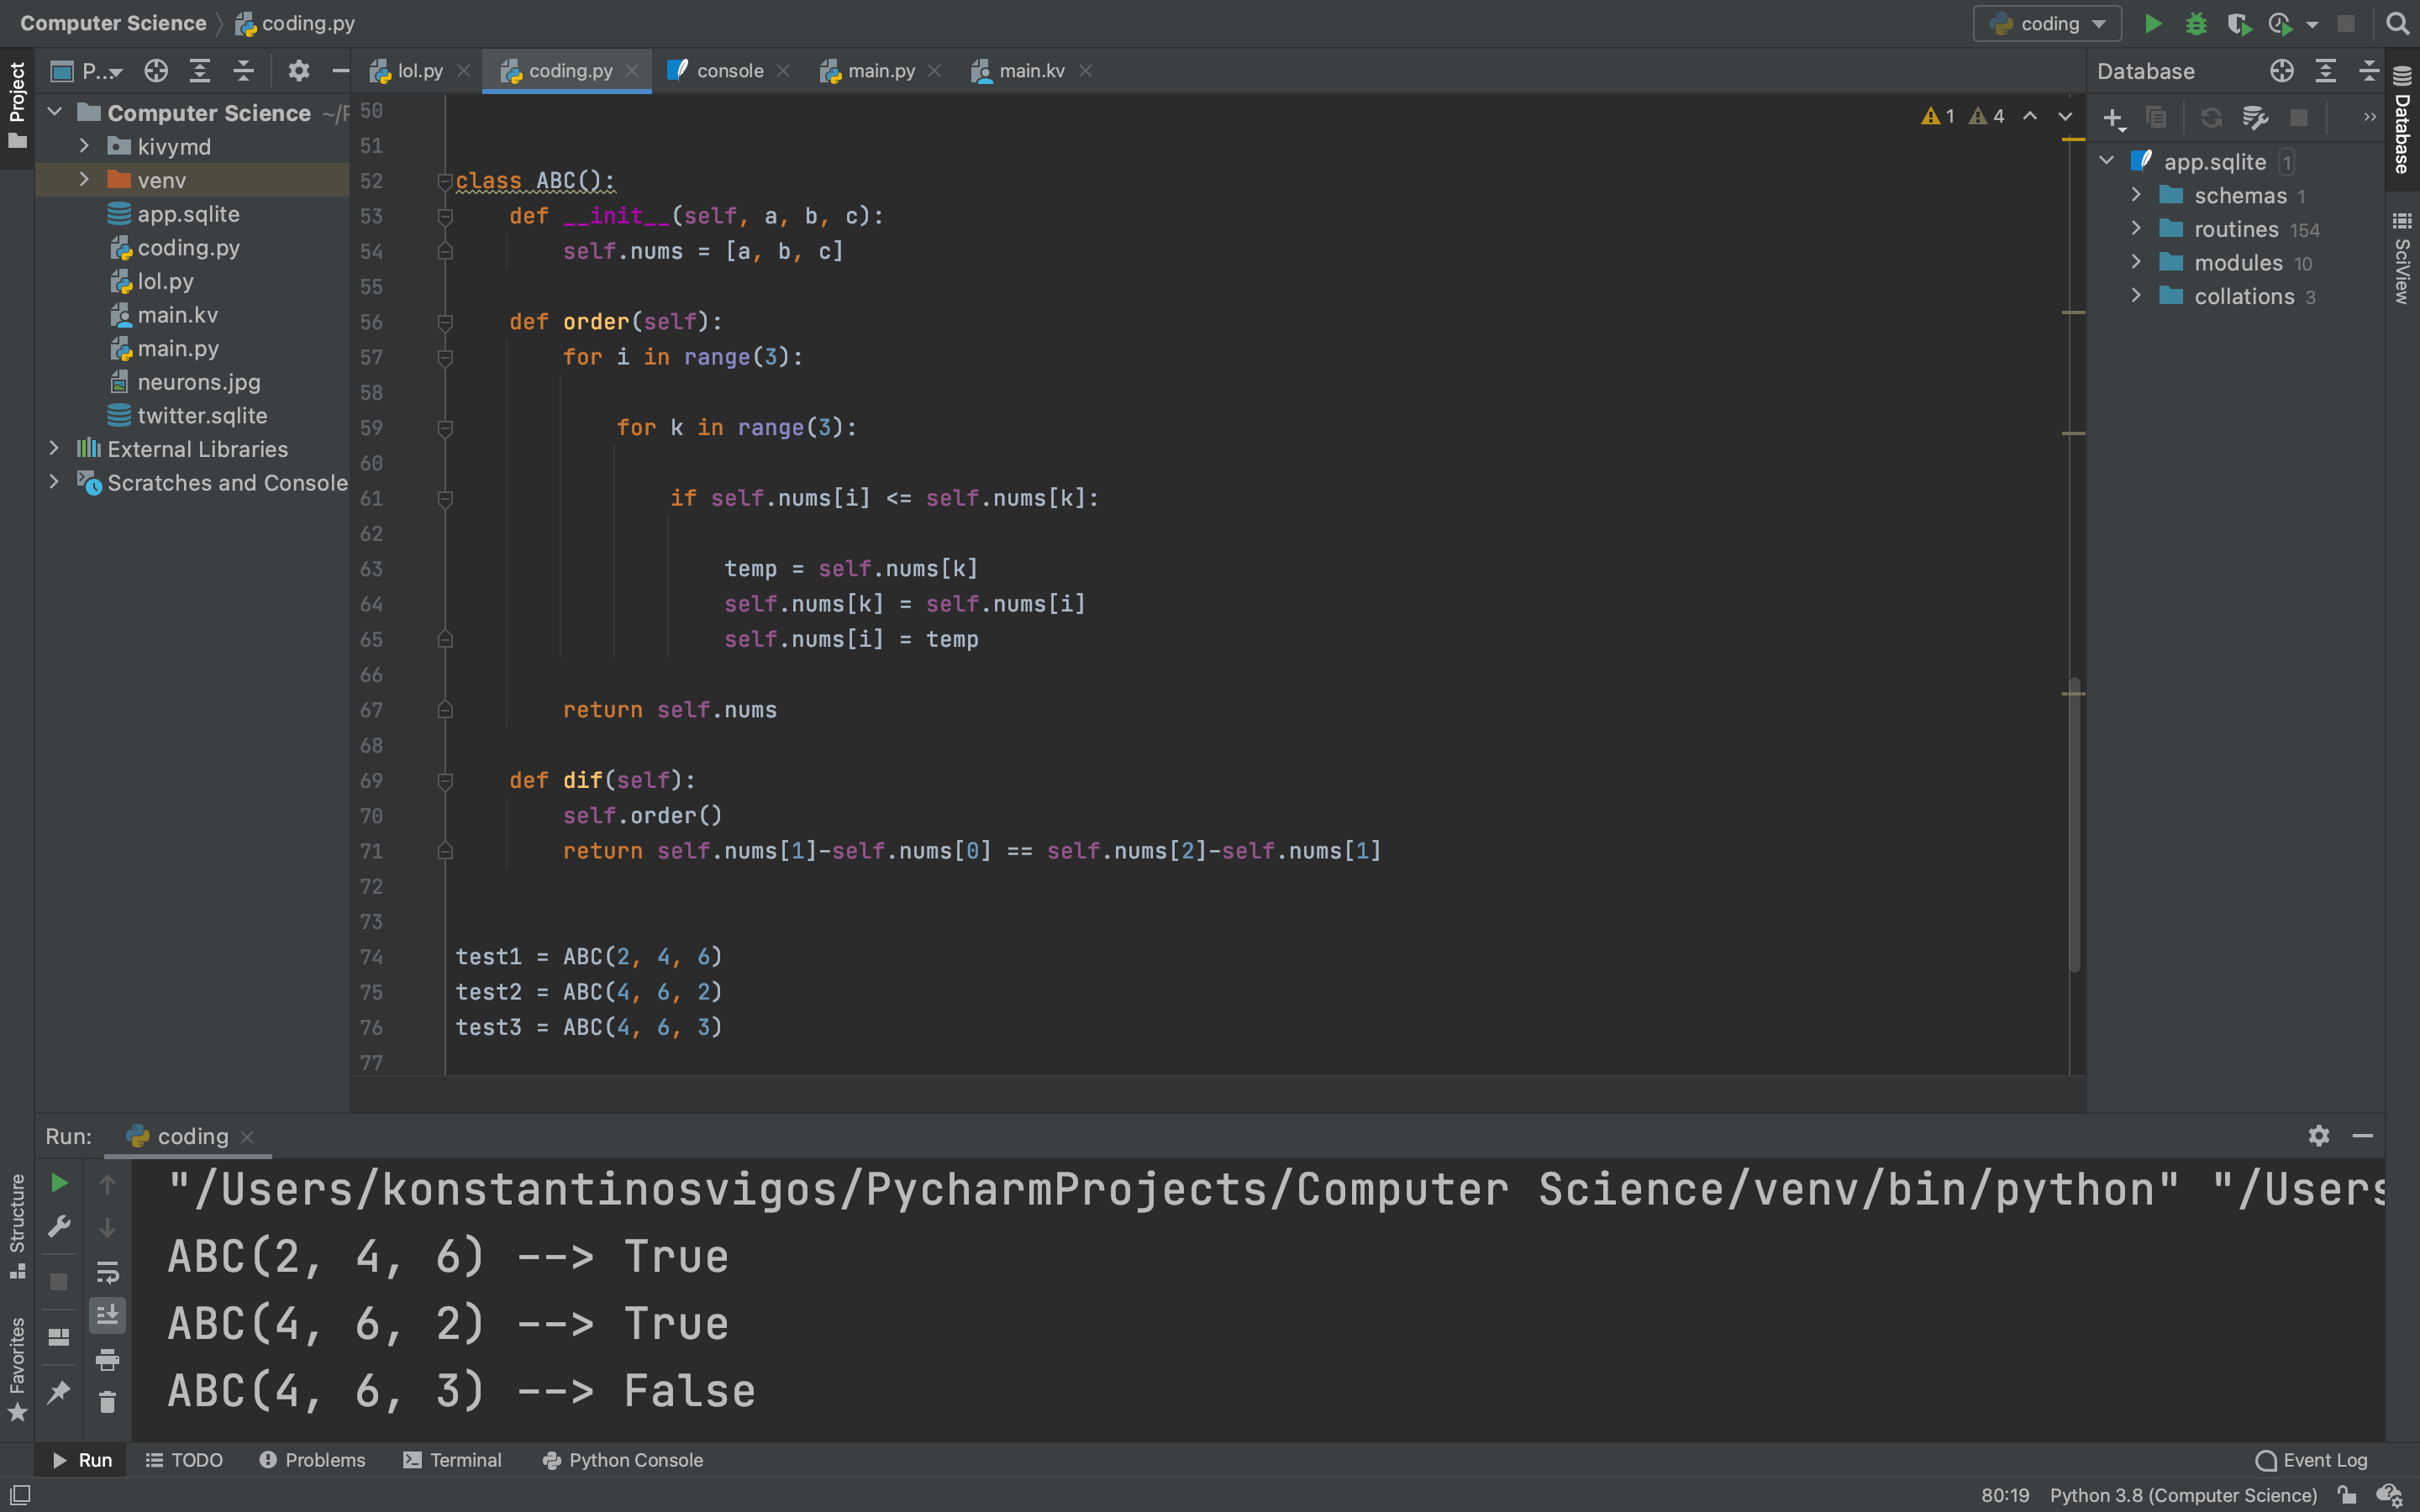 Computer Science coding.py
coding
Project
P...
lol.py
coding.py
console
main.py
main.kv
Database
Computer Science ~/P
kivymd
venv
app.sqlite
coding.py
lol.py
main.kv
main.py
neurons.jpg
twitter.sqlite
External Libraries
Scratches and Console
1 4
50
51
52 class ABC():
53 def __init__(self, a, b, c):
54 self.nums = [a, b, c]
55
56 def order(self):
57 for i in range(3):
58
59 for k in range(3):
60
61 if self.nums[i] <= self.nums[k]:
62
63 temp = self.nums[k]
64 self.nums[k] = self.nums[i]
65 self.nums[i] = temp
66
67 return self.nums
68
69 def dif(self):
70 self.order()
71 return self.nums[1]-self.nums[0] == self.nums[2]-self.nums[1]
72
73
74 test1 = ABC(2, 4, 6)
75 test2 = ABC(4, 6, 2)
76 test3 = ABC(4, 6, 3)
77
app.sqlite 1
schemas 1
routines 154
modules 10
collations 3
Database
SciView
Run: coding
"/Users/konstantinosvigos/PycharmProjects/Computer Science/venv/bin/python" "/Users
ABC(2, 4, 6) --> True
ABC(4, 6, 2) --> True
ABC(4, 6, 3) --> False
Structure
Favorites
Run TODO Problems Terminal Python Console Event Log
80:19 Python 3.8 (Computer Science)